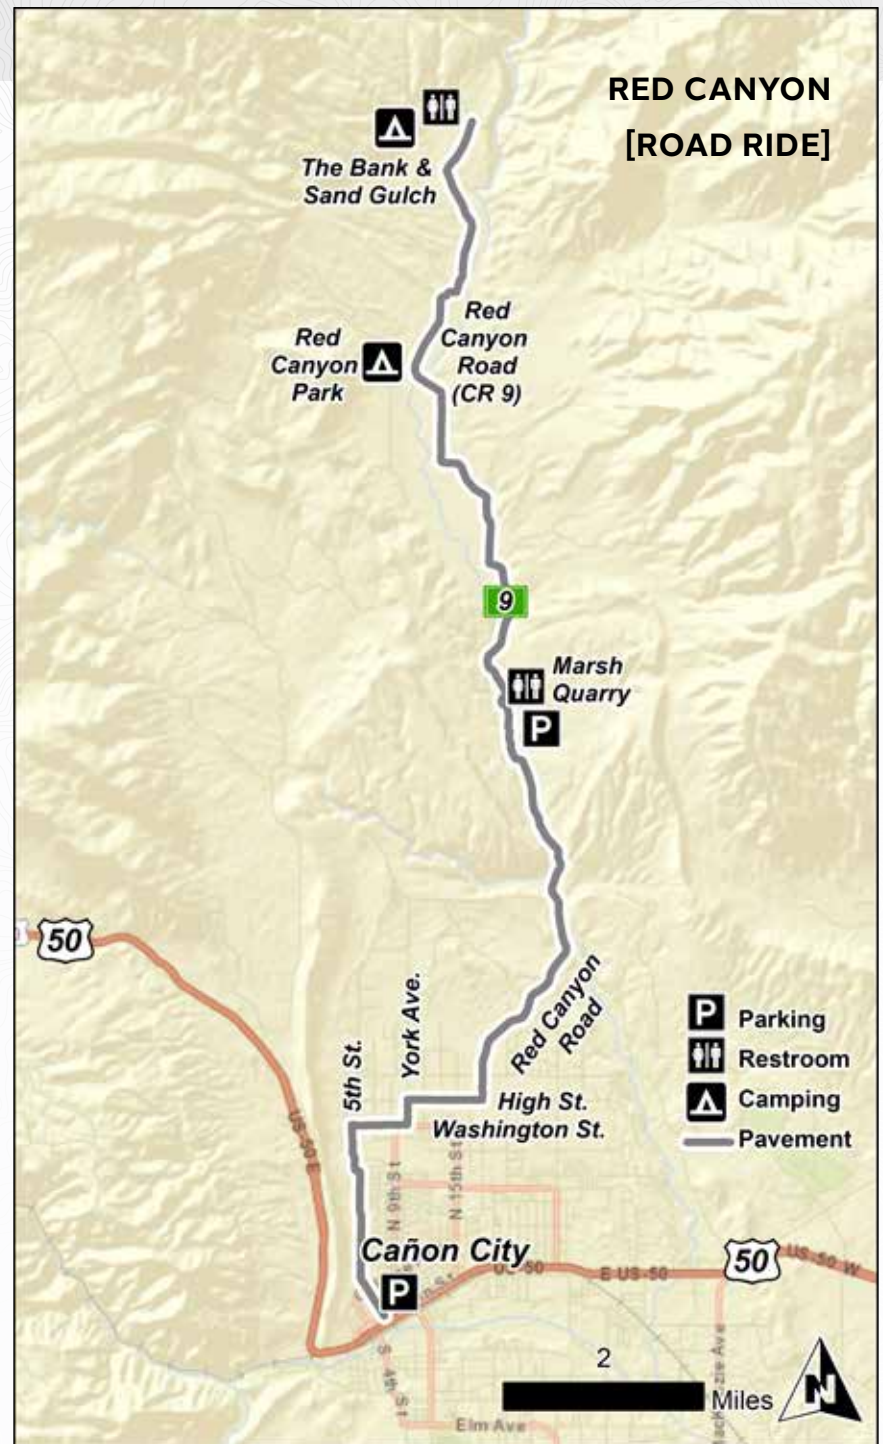 RED CANYON
[ROAD RIDE]
The Bank &
Sand Gulch
Red
Canyon
Park
Red
Canyon
Road
(CR 9)
9
Marsh
Quarry
P
50
5th St.
York Ave.
Red Canyon
Road
High St.
Washington St.
US-50 E
N 9th St
N 15th St
Cañon City
P
US-50
E US-50
50
US-50 W
S 4th St
Elm Ave
P Parking
Restroom
Camping
Pavement
2
Miles
N